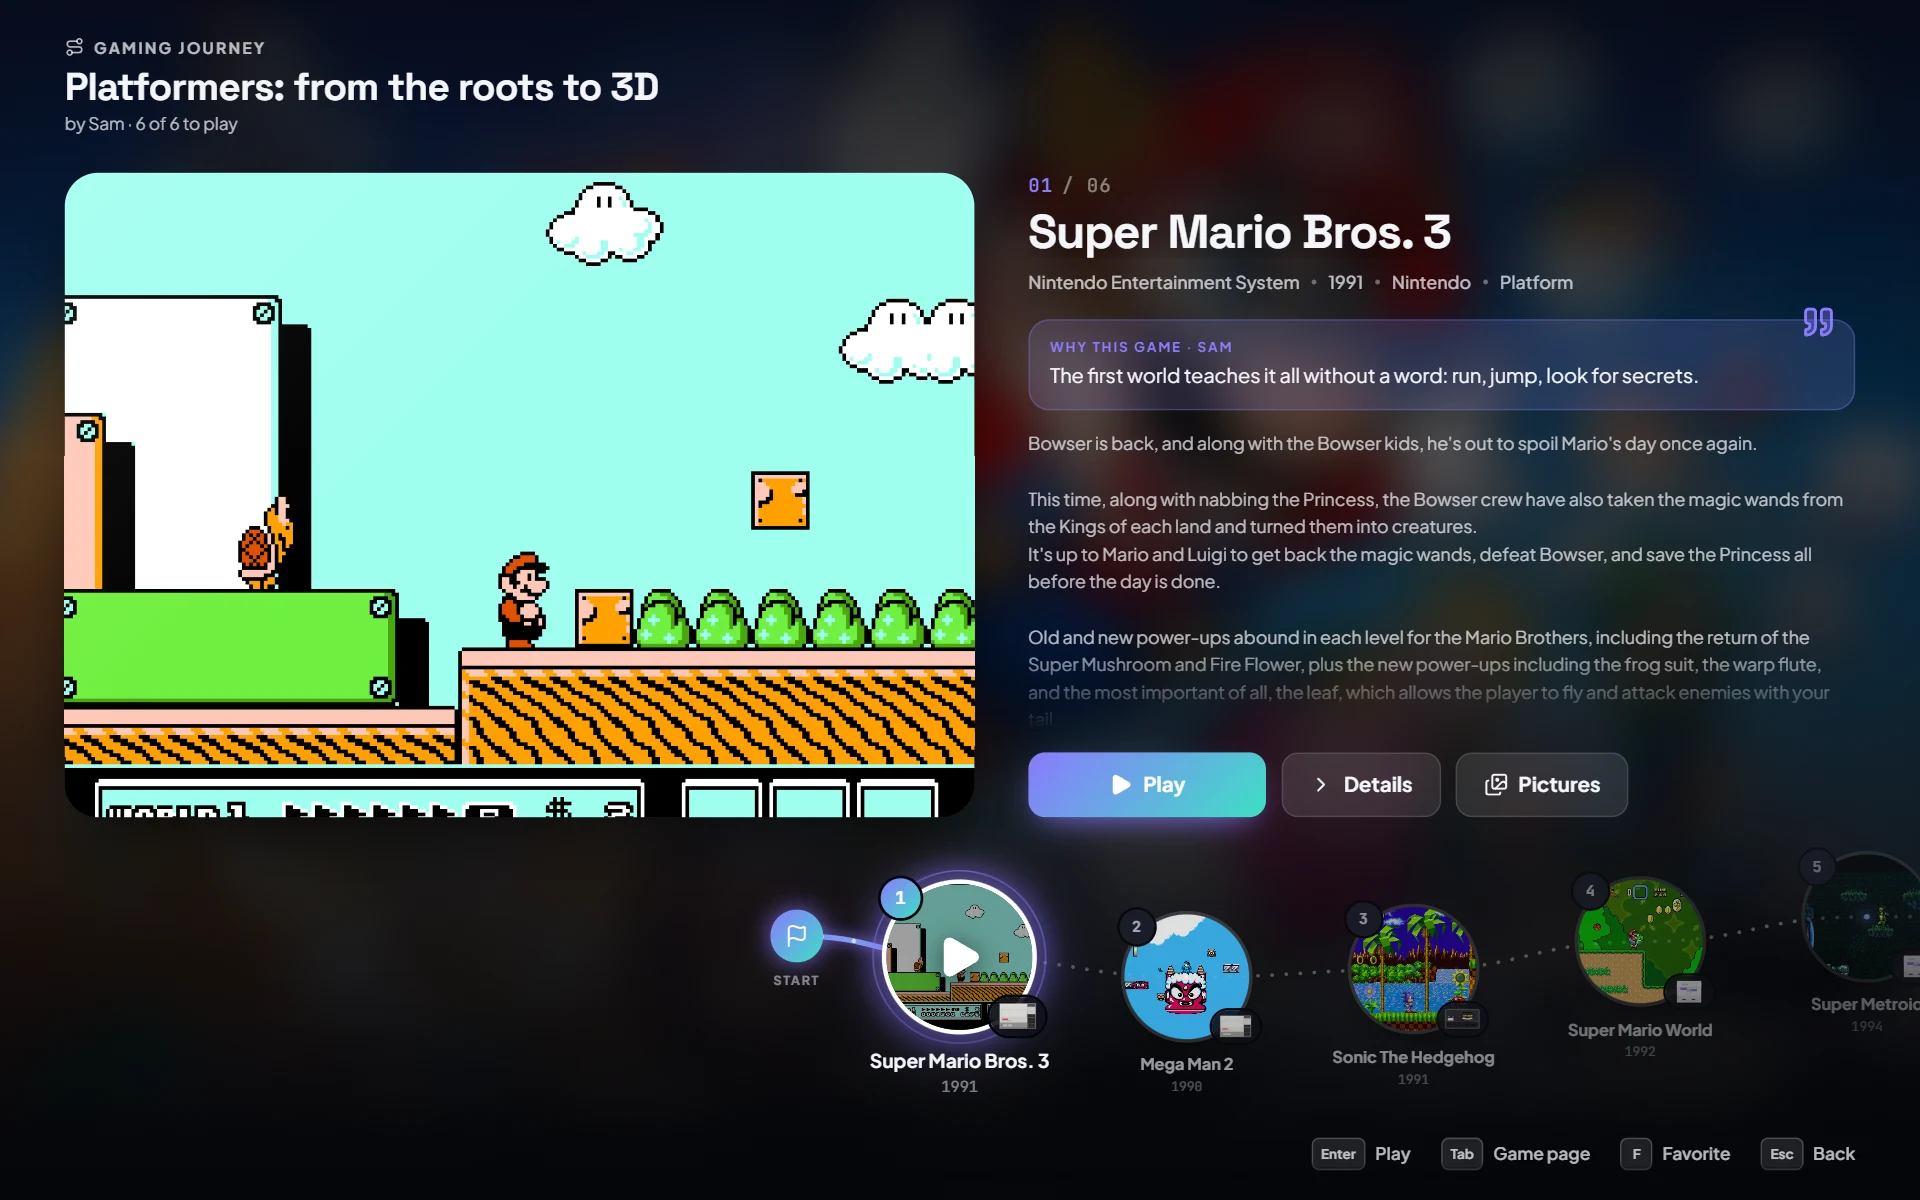 GAMING JOURNEY
Platformers: from the roots to 3D
by Sam · 6 of 6 to play
01 / 06
Super Mario Bros. 3
Nintendo Entertainment System • 1991 • Nintendo • Platform
WHY THIS GAME · SAM
The first world teaches it all without a word: run, jump, look for secrets.
Bowser is back, and along with the Bowser kids, he's out to spoil Mario's day once again.
This time, along with nabbing the Princess, the Bowser crew have also taken the magic wands from
the Kings of each land and turned them into creatures.
It's up to Mario and Luigi to get back the magic wands, defeat Bowser, and save the Princess all
before the day is done.
Old and new power-ups abound in each level for the Mario Brothers, including the return of the
Super Mushroom and Fire Flower, plus the new power-ups including the frog suit, the warp flute,
and the most important of all, the leaf, which allows the player to fly and attack enemies with your
tail
Play
Details
Pictures
START
1
Super Mario Bros. 3
1991
2
Mega Man 2
1990
3
Sonic The Hedgehog
1991
4
Super Mario World
1992
5
Super Metroid
1994
Enter Play
Tab Game page
F Favorite
Esc Back